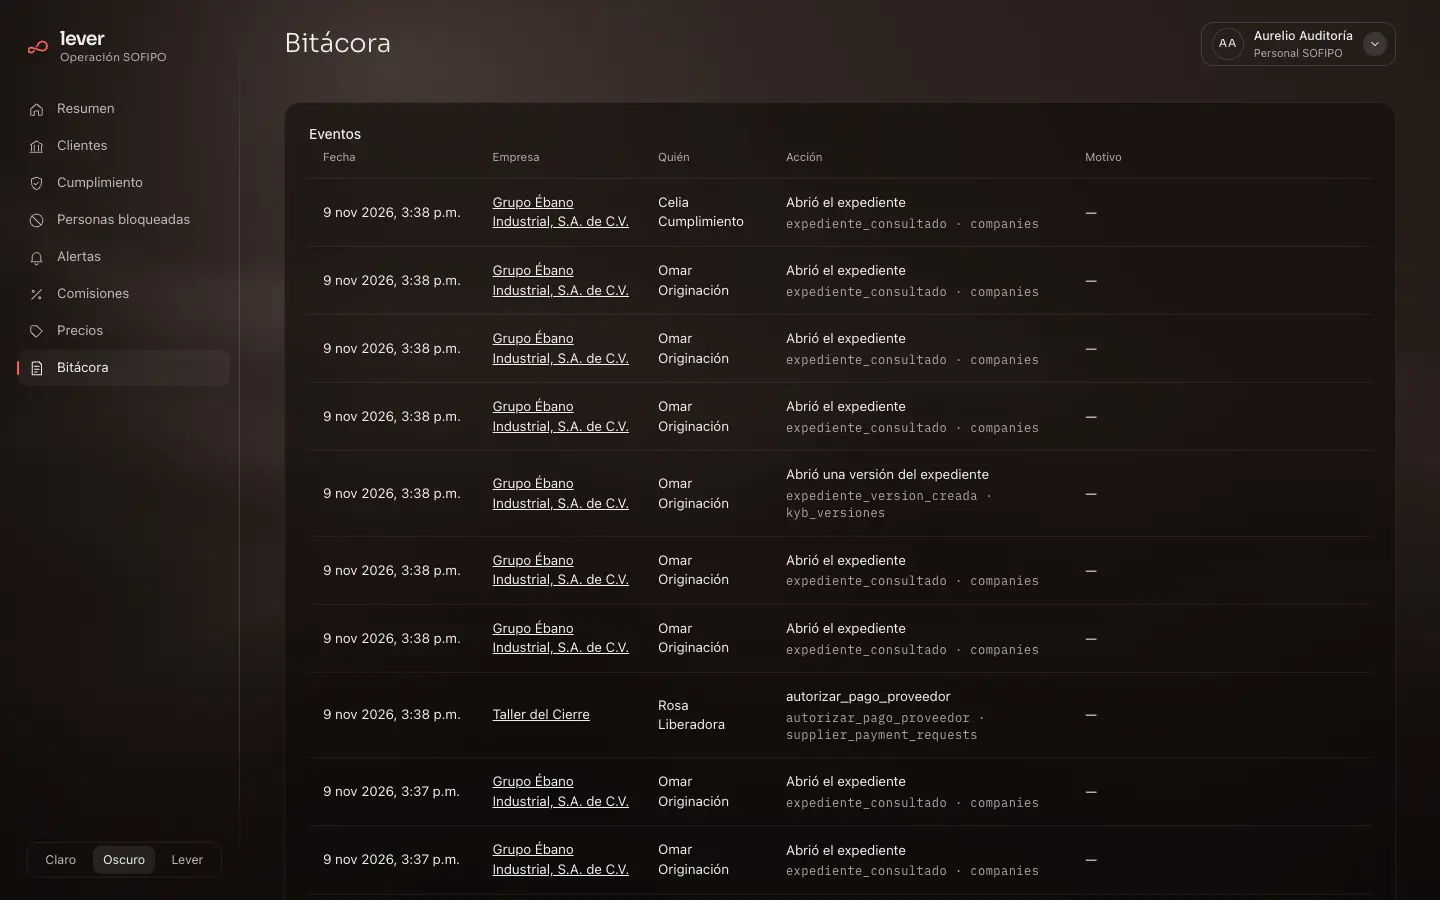 lever
Operación SOFIPO
Resumen
Clientes
Cumplimiento
Personas bloqueadas
Alertas
Comisiones
Precios
Bitácora
Claro Oscuro Lever
Bitácora
AA
Aurelio Auditoría
Personal SOFIPO
Eventos
Fecha Empresa Quién Acción Motivo
9 nov 2026, 3:38 p.m.
Grupo Ébano
Industrial, S.A. de C.V.
Celia
Cumplimiento
Abrió el expediente
expediente_consultado · companies
—
9 nov 2026, 3:38 p.m.
Grupo Ébano
Industrial, S.A. de C.V.
Omar
Originación
Abrió el expediente
expediente_consultado · companies
—
9 nov 2026, 3:38 p.m.
Grupo Ébano
Industrial, S.A. de C.V.
Omar
Originación
Abrió el expediente
expediente_consultado · companies
—
9 nov 2026, 3:38 p.m.
Grupo Ébano
Industrial, S.A. de C.V.
Omar
Originación
Abrió el expediente
expediente_consultado · companies
—
9 nov 2026, 3:38 p.m.
Grupo Ébano
Industrial, S.A. de C.V.
Omar
Originación
Abrió una versión del expediente
expediente_version_creada ·
kyb_versiones
—
9 nov 2026, 3:38 p.m.
Grupo Ébano
Industrial, S.A. de C.V.
Omar
Originación
Abrió el expediente
expediente_consultado · companies
—
9 nov 2026, 3:38 p.m.
Grupo Ébano
Industrial, S.A. de C.V.
Omar
Originación
Abrió el expediente
expediente_consultado · companies
—
9 nov 2026, 3:38 p.m.
Taller del Cierre
Rosa
Liberadora
autorizar_pago_proveedor
autorizar_pago_proveedor ·
supplier_payment_requests
—
9 nov 2026, 3:37 p.m.
Grupo Ébano
Industrial, S.A. de C.V.
Omar
Originación
Abrió el expediente
expediente_consultado · companies
—
9 nov 2026, 3:37 p.m.
Grupo Ébano
Industrial, S.A. de C.V.
Omar
Originación
Abrió el expediente
expediente_consultado · companies
—